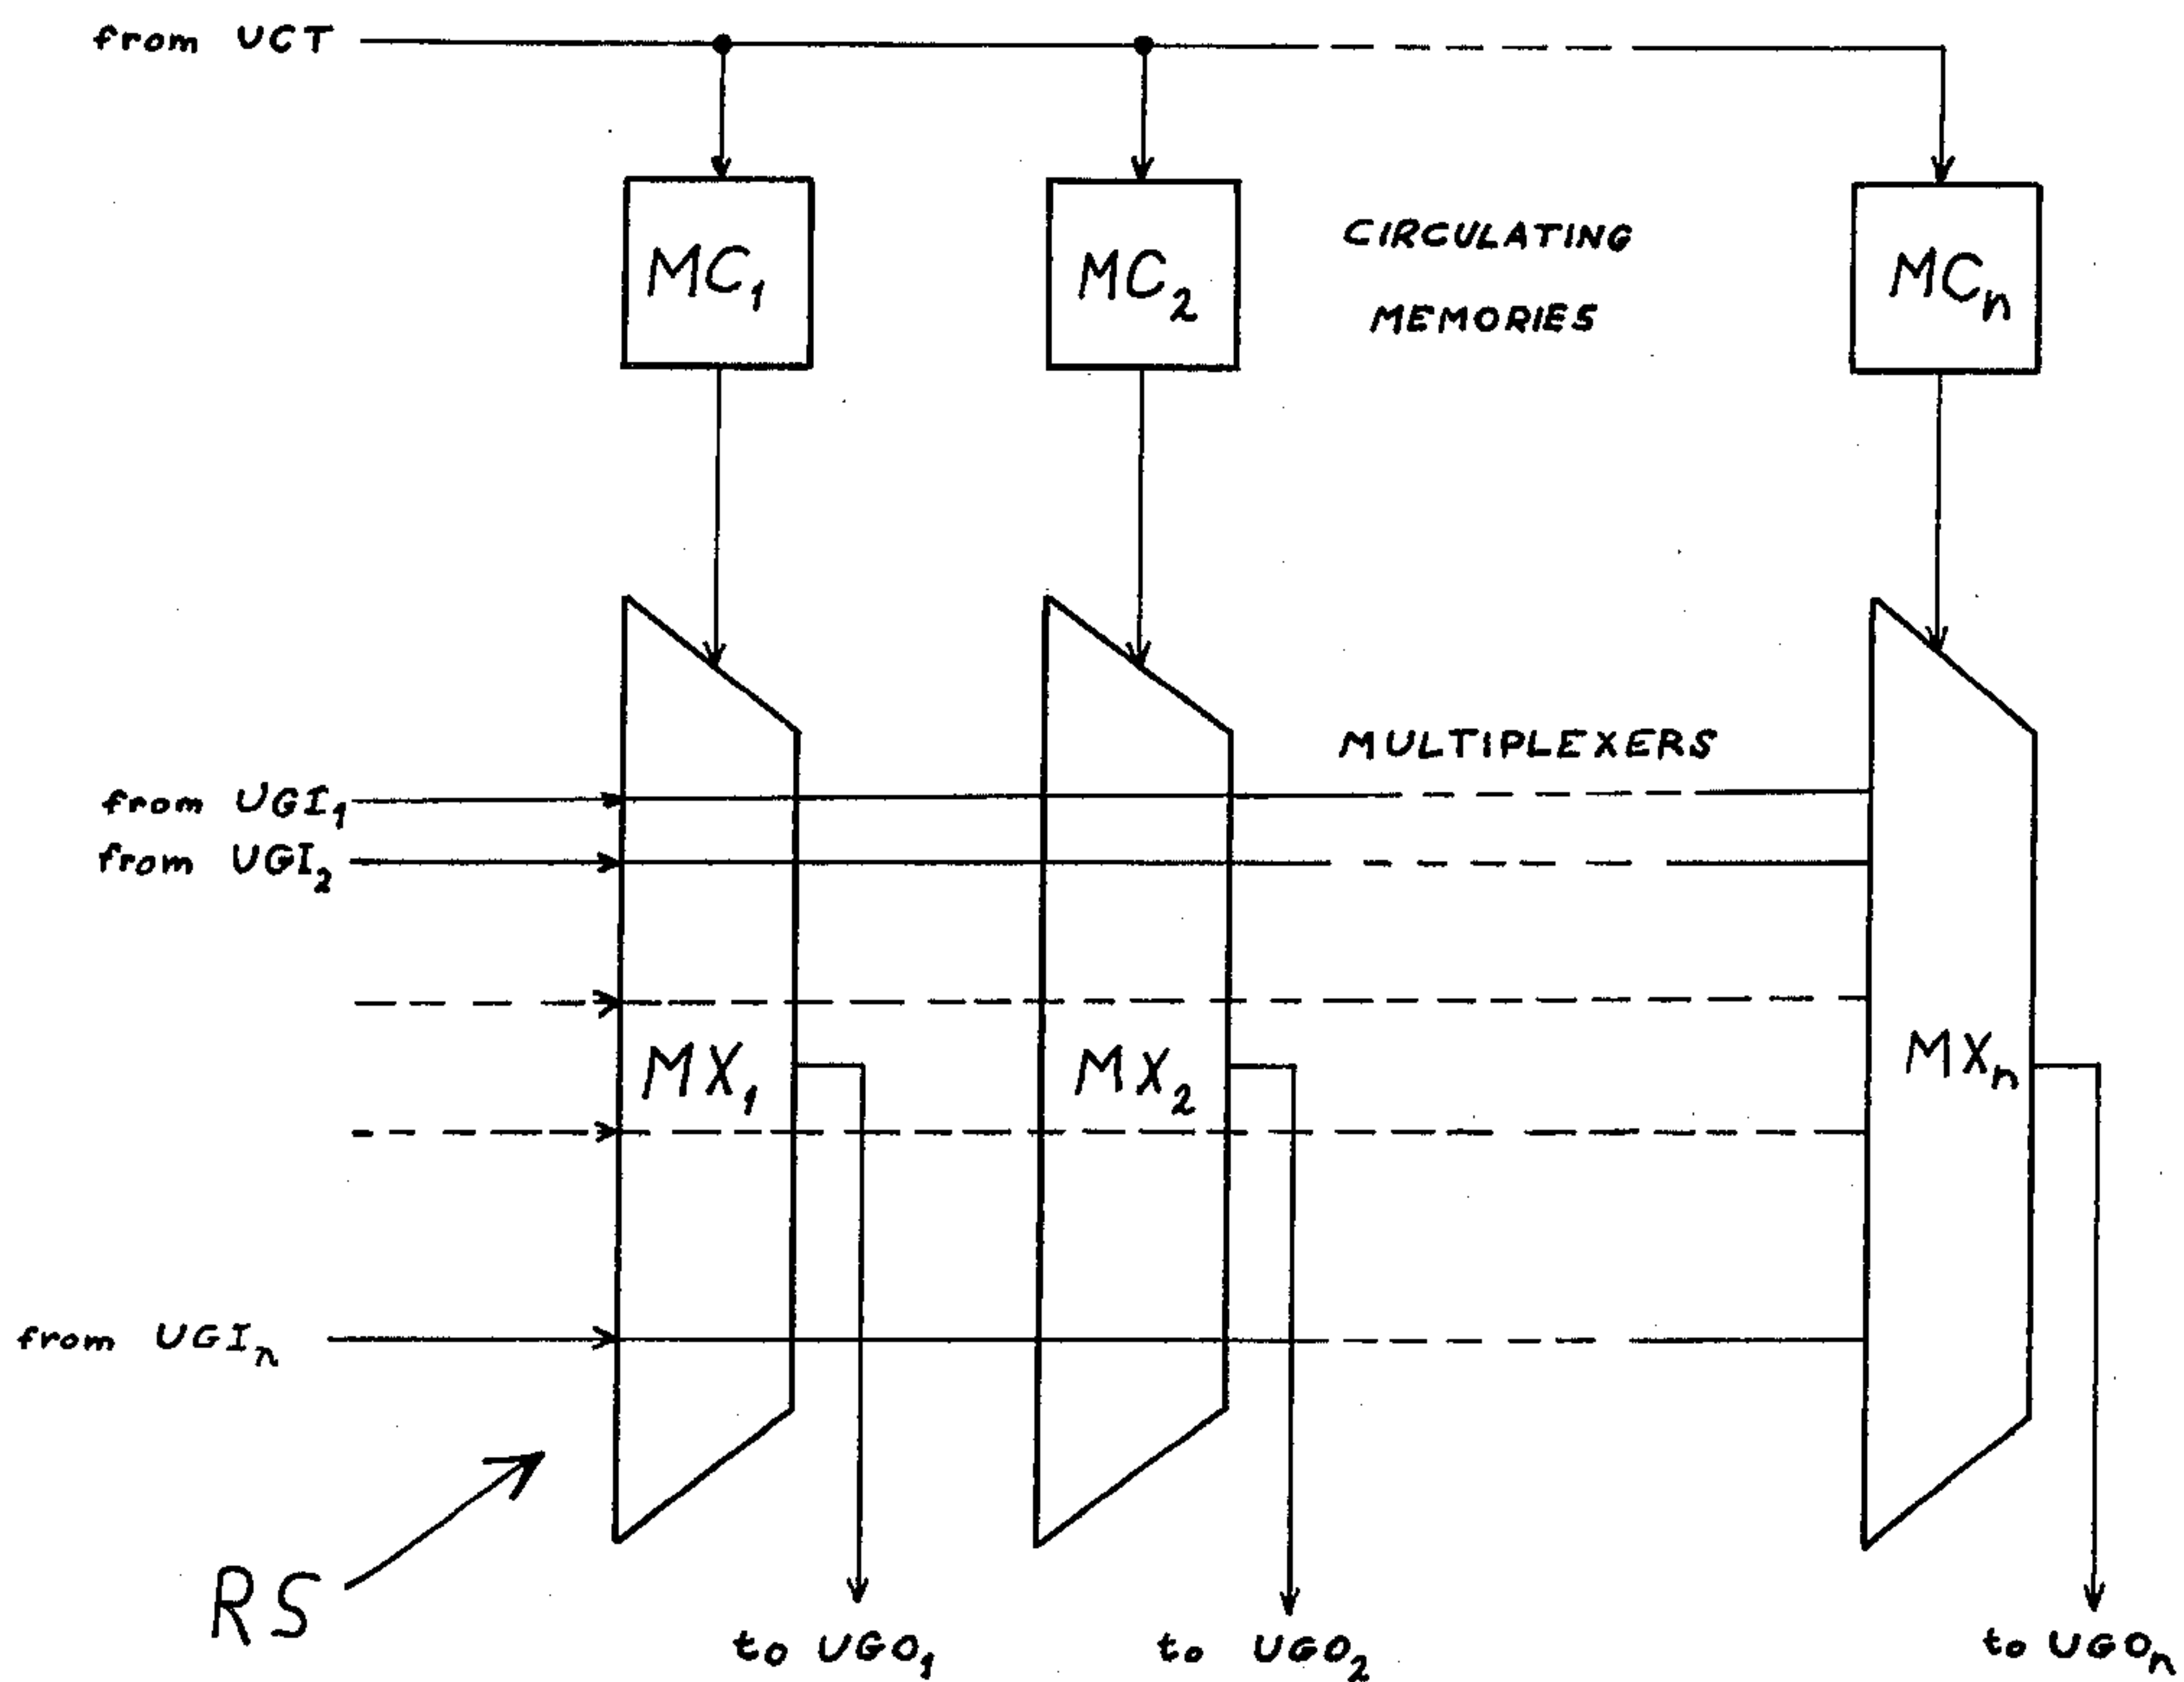 from UCT
MC₁
MC₂
CIRCULATING
MEMORIES
MCₙ
MULTIPLEXERS
from UGI₁
from UGI₂
MX₁
MX₂
MXₙ
from UGIₙ
RS
to UGO₁
to UGO₂
to UGOₙ